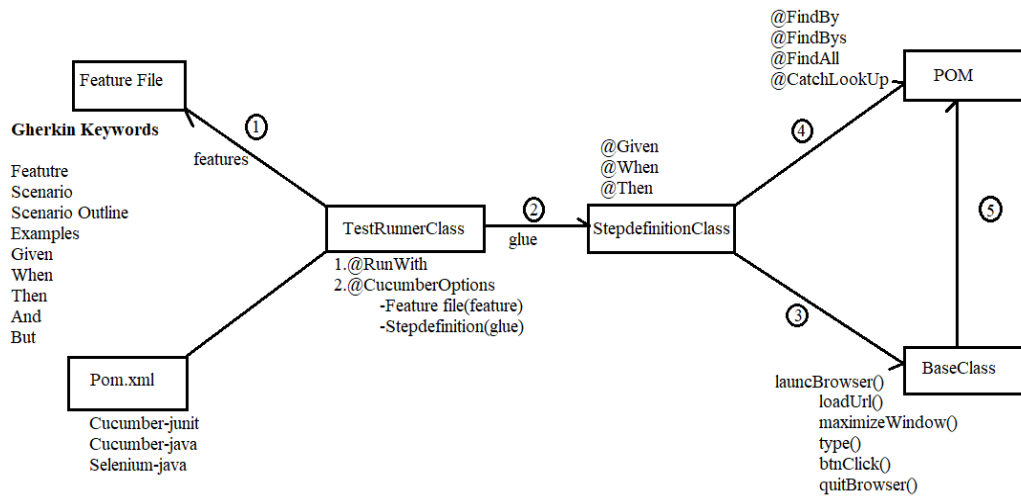 Feature File
Gherkin Keywords
Featutre
Scenario
Scenario Outline
Examples
Given
When
Then
And
But
Pom.xml
Cucumber-junit
Cucumber-java
Selenium-java
1
features
TestRunnerClass
1.@RunWith
2.@CucumberOptions
-Feature file(feature)
-Stepdefinition(glue)
2
glue
@Given
@When
@Then
StepdefinitionClass
4
3
@FindBy
@FindBys
@FindAll
@CatchLookUp
POM
5
BaseClass
launcBrowser()
loadUrl()
maximizeWindow()
type()
btnClick()
quitBrowser()